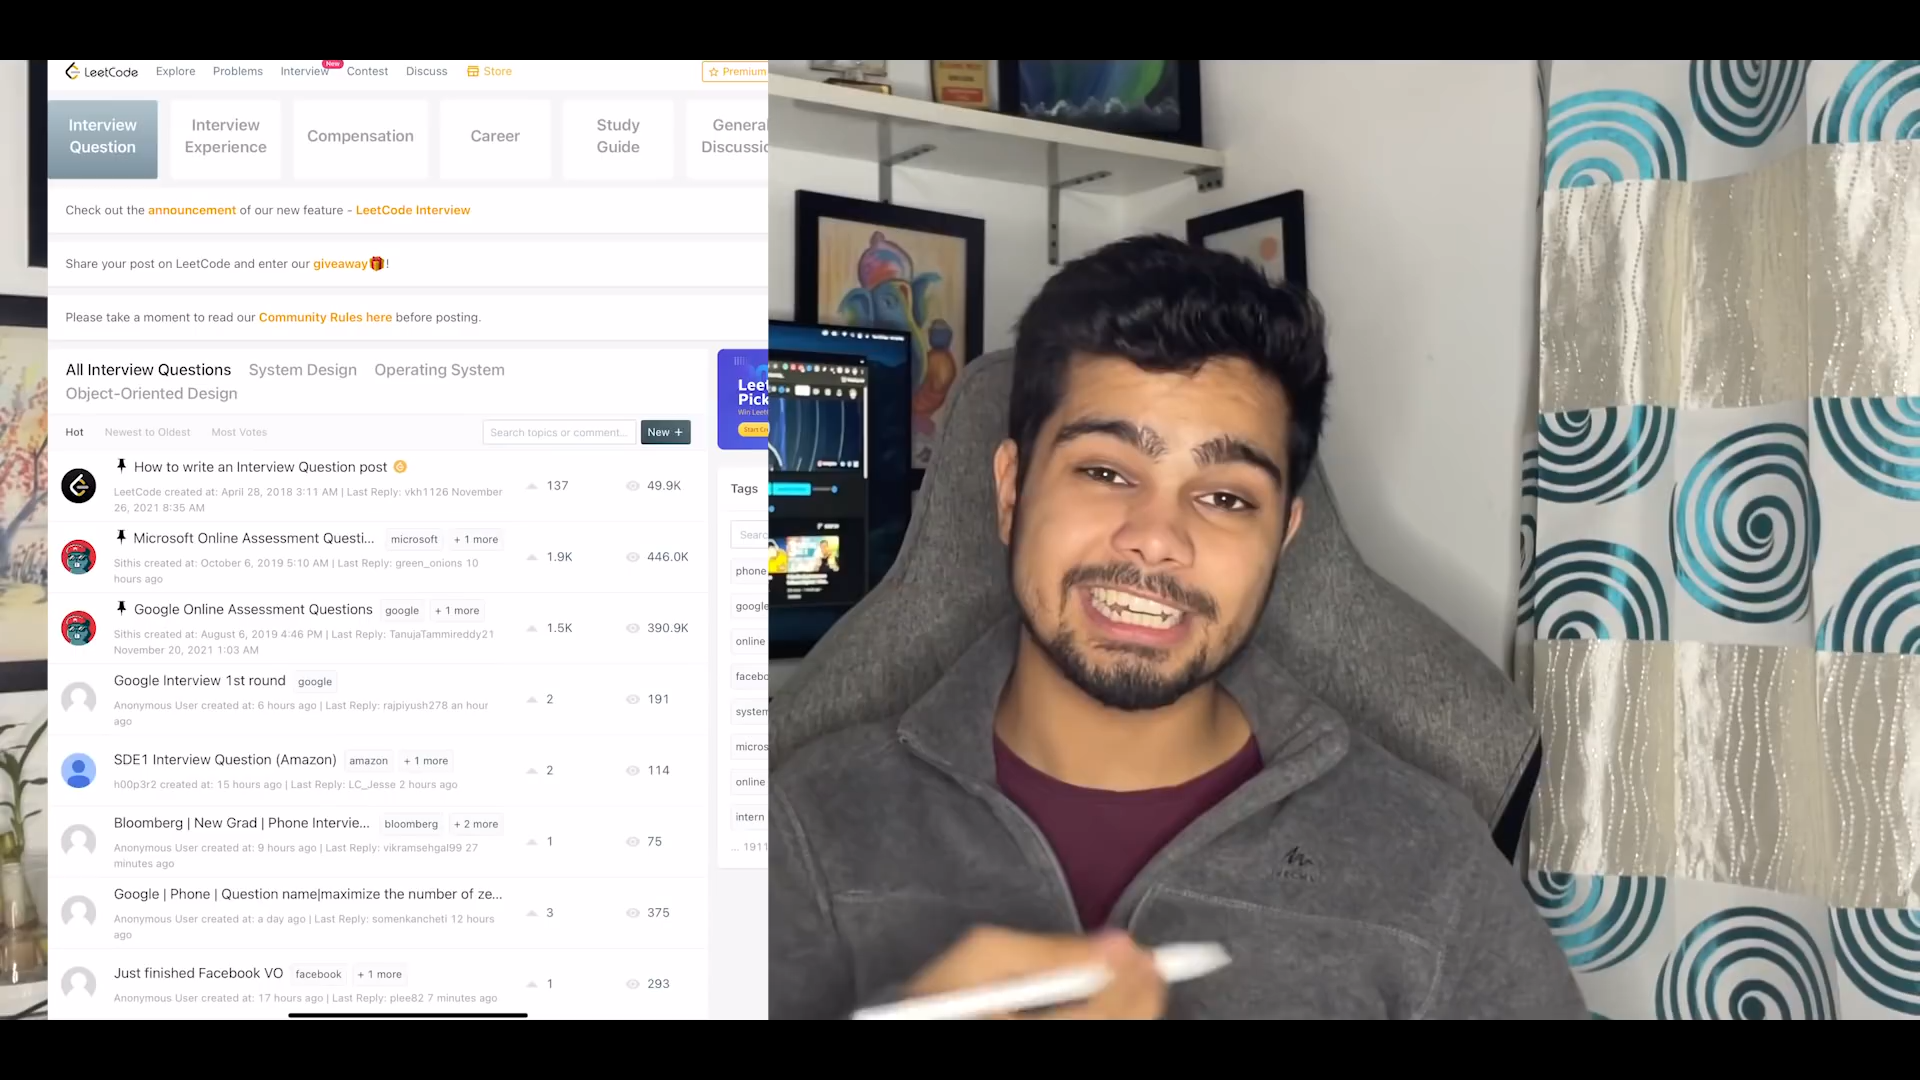 LeetCode Explore Problems Interview New Contest Discuss Store Premium
Interview Question
Interview Experience
Compensation
Career
Study Guide
General
Check out the announcement of our new feature - LeetCode Interview
Share your post on LeetCode and enter our giveaway🎁!
Please take a moment to read our Community Rules here before posting.
All Interview Questions System Design Operating System
Object-Oriented Design
Hot Newest to Oldest Most Votes Search topics or comment... New +
How to write an Interview Question post
LeetCode created at: April 28, 2018 3:11 AM | Last Reply: vkh1126 November
26, 2021 8:35 AM
137 49.9K
Microsoft Online Assessment Questi... microsoft + 1 more
Sithis created at: October 6, 2019 5:10 AM | Last Reply: green_onions 10
hours ago
1.9K 446.0K
Google Online Assessment Questions google + 1 more
Sithis created at: August 6, 2019 4:46 PM | Last Reply: TanujaTammireddy21
November 20, 2021 1:03 AM
1.5K 390.9K
Google Interview 1st round google
Anonymous User created at: 6 hours ago | Last Reply: rajpiyush278 an hour
ago
2 191
SDE1 Interview Question (Amazon) amazon + 1 more
h00p3r2 created at: 15 hours ago | Last Reply: LC_Jesse 2 hours ago
2 114
Bloomberg | New Grad | Phone Intervie... bloomberg + 2 more
Anonymous User created at: 9 hours ago | Last Reply: vikramsehgal99 27
minutes ago
1 75
Google | Phone | Question name|maximize the number of ze...
Anonymous User created at: a day ago | Last Reply: somenkancheti 12 hours
ago
3 375
Just finished Facebook VO facebook + 1 more
Anonymous User created at: 17 hours ago | Last Reply: plee82 7 minutes ago
1 293
Leet
Pick
Tags
Searc
phone
google
online
facebo
system
micros
online
intern
... 1911